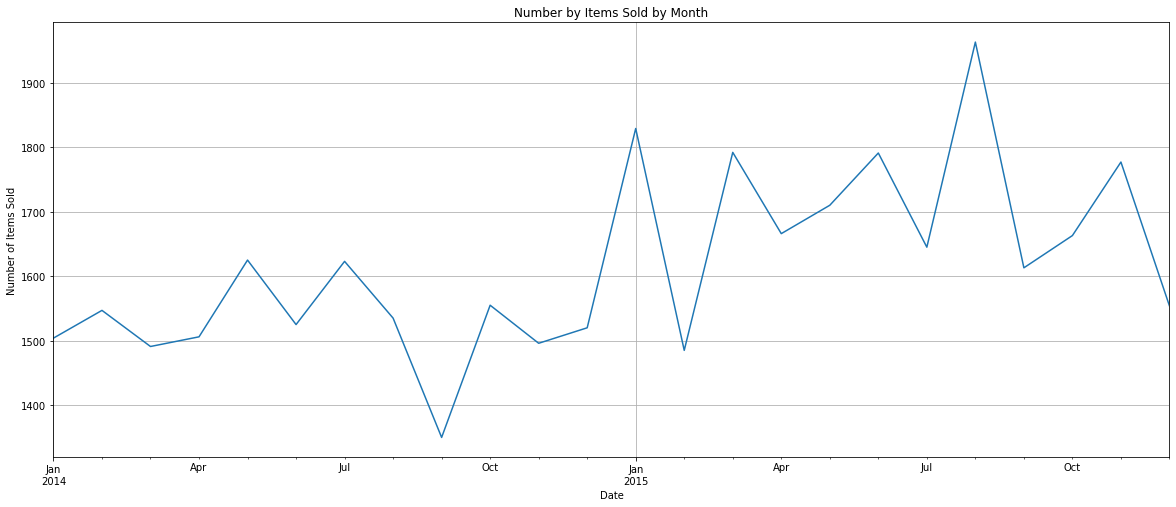 Number by Items Sold by Month
Number of Items Sold
1900
1800
1700
1600
1500
1400
Jan
2014
Apr
Jul
Oct
Jan
2015
Apr
Jul
Oct
Date